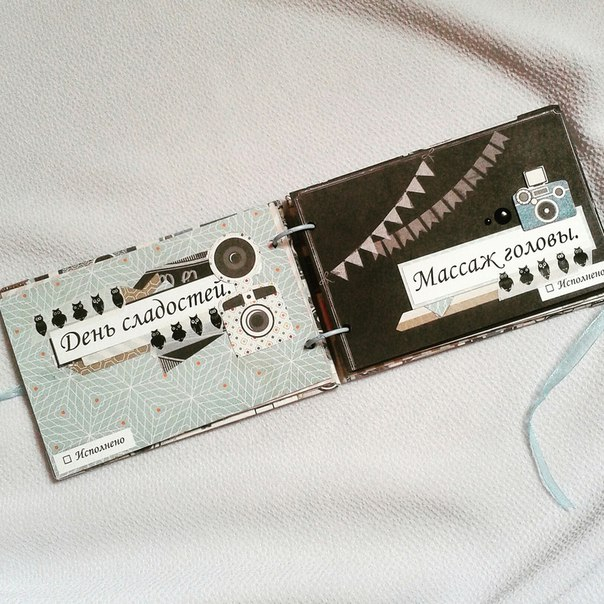 День сладостей.
☐ Исполнено
Массаж головы.
☐ Исполнено